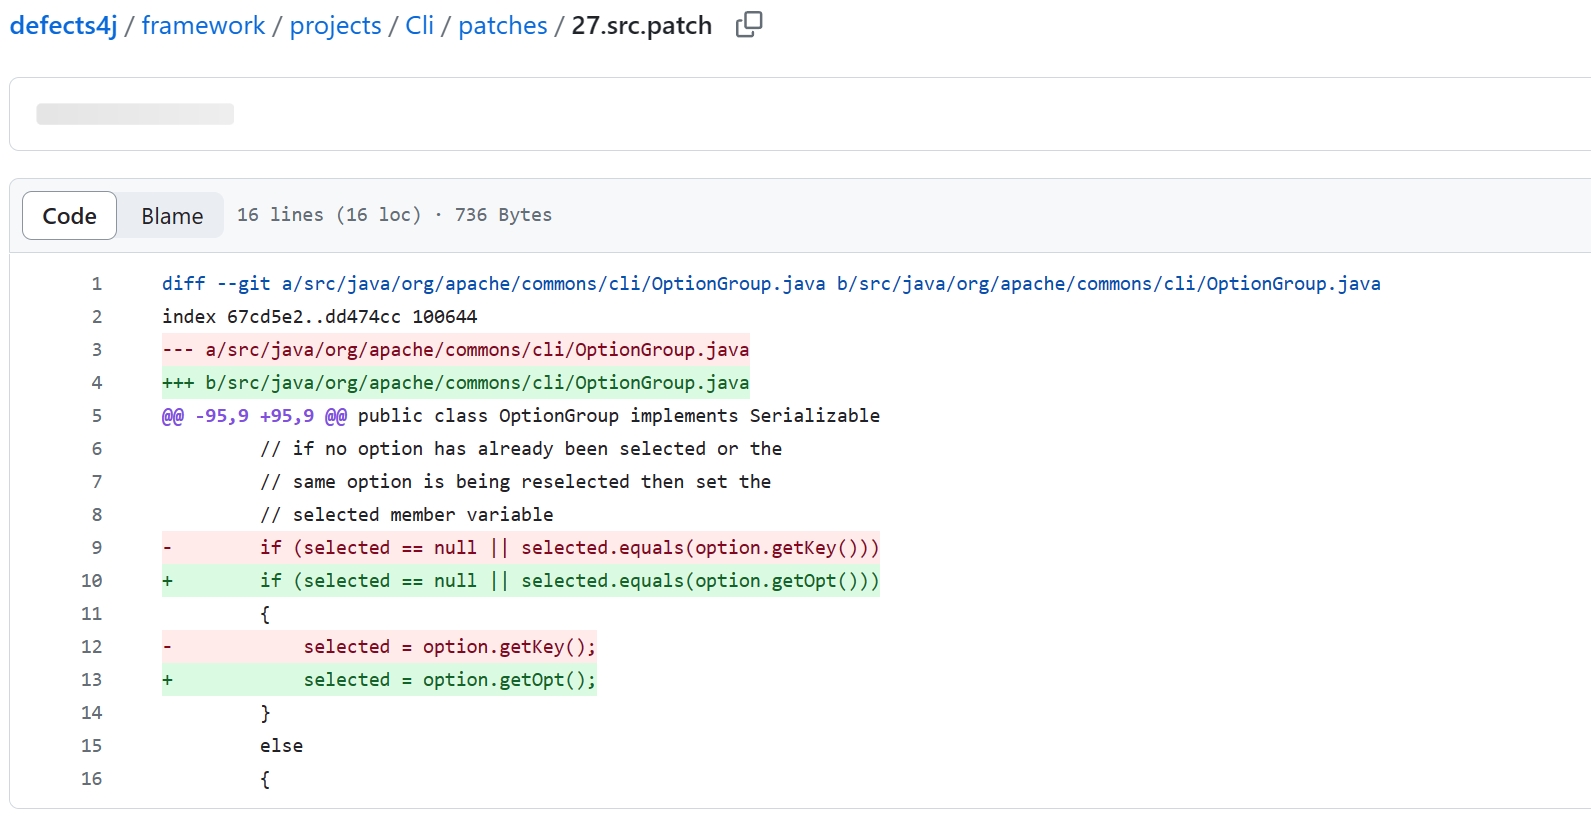 defects4j / framework / projects / Cli / patches / 27.src.patch
Code Blame 16 lines (16 loc) · 736 Bytes
1 diff --git a/src/java/org/apache/commons/cli/OptionGroup.java b/src/java/org/apache/commons/cli/OptionGroup.java
2 index 67cd5e2..dd474cc 100644
3 --- a/src/java/org/apache/commons/cli/OptionGroup.java
4 +++ b/src/java/org/apache/commons/cli/OptionGroup.java
5 @@ -95,9 +95,9 @@ public class OptionGroup implements Serializable
6          // if no option has already been selected or the
7          // same option is being reselected then set the
8          // selected member variable
9 -        if (selected == null || selected.equals(option.getKey()))
10 +        if (selected == null || selected.equals(option.getOpt()))
11          {
12 -            selected = option.getKey();
13 +            selected = option.getOpt();
14          }
15          else
16          {